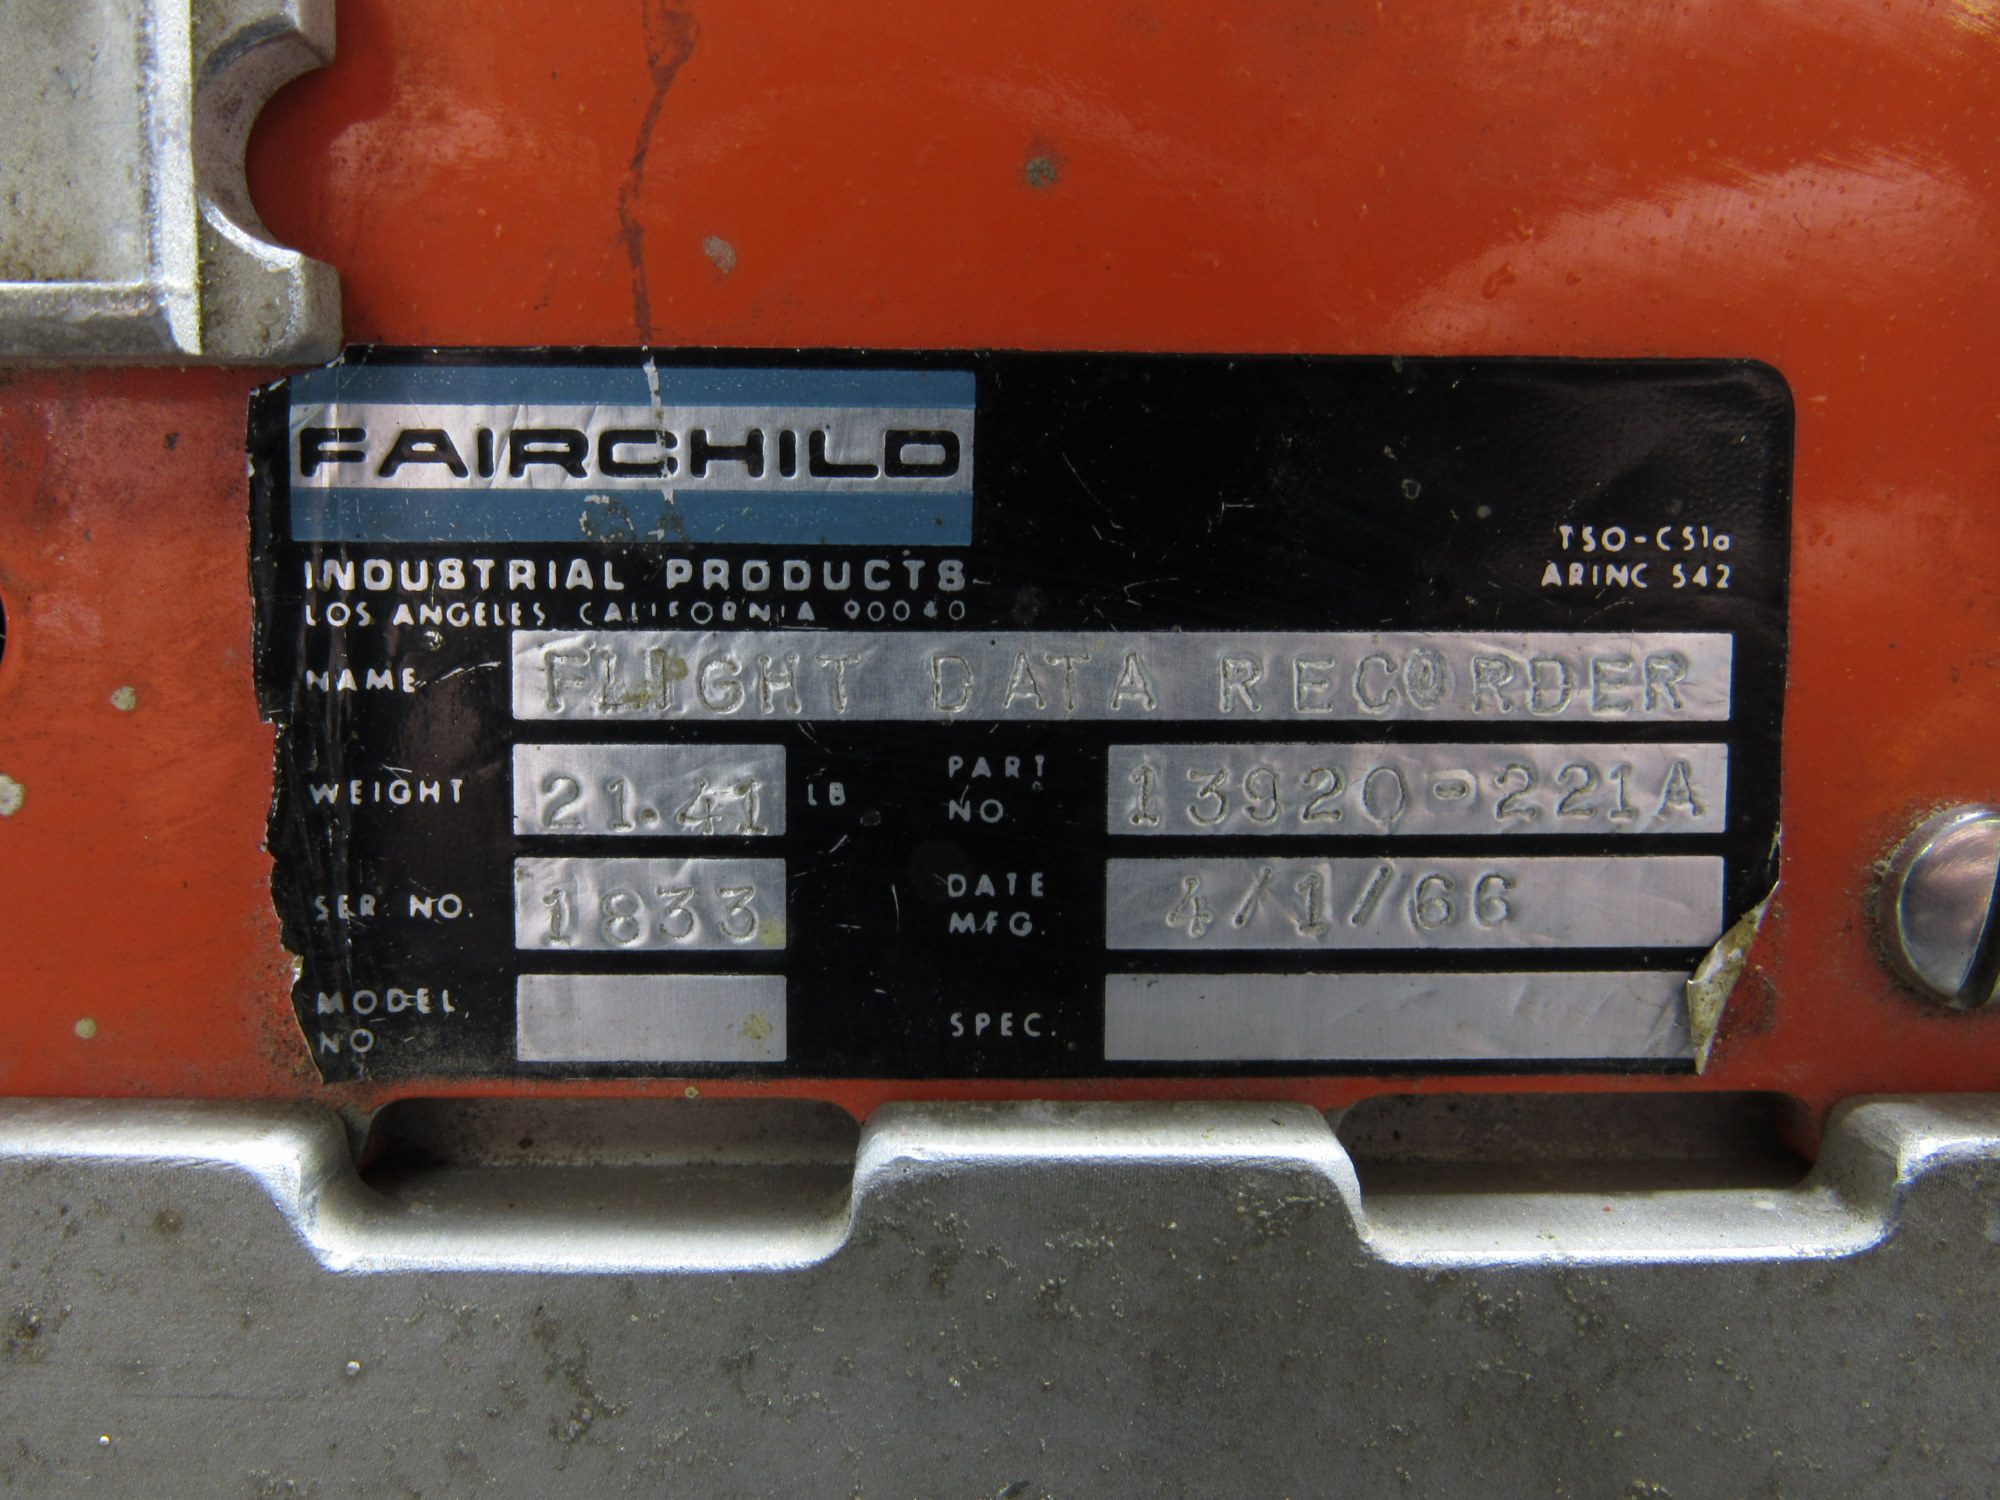 FAIRCHILD
INDUSTRIAL PRODUCTS
LOS ANGELES CALIFORNIA 90040
TSO-C51a
ARINC 542
NAME FLIGHT DATA RECORDER
WEIGHT 21.41 LB
PART NO. 13920-221A
SER NO. 1833
DATE MFG. 4/1/66
MODEL NO
SPEC.